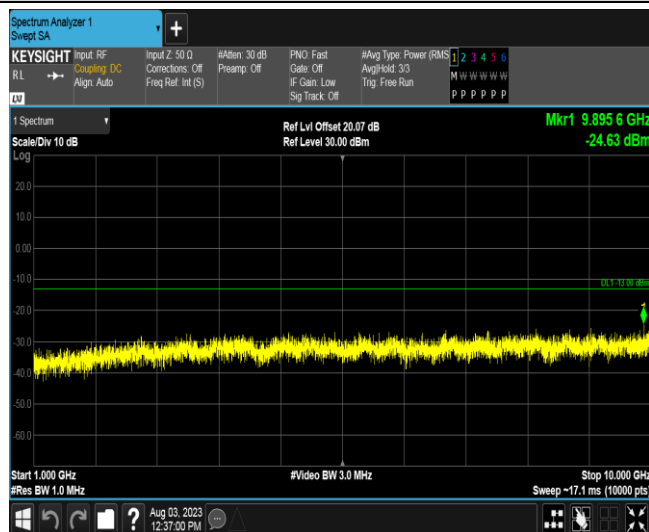 Spectrum Analyzer 1
Swept SA
+
KEYSIGHT Input: RF Input Z: 50 Ω #Atten: 30 dB PNO: Fast #Avg Type: Power (RMS 1 2 3 4 5 6
RL Coupling: DC Corrections: Off Preamp: Off Gate: Off Avg|Hold: 3/3 M W W W W W
Align: Auto Freq Ref: Int (S) IF Gain: Low Trig: Free Run
Sig Track: Off P P P P P P
LXI
1 Spectrum Ref Lvl Offset 20.07 dB Mkr1 9.895 6 GHz
Scale/Div 10 dB Ref Level 30.00 dBm -24.63 dBm
Log
20.0
10.0
0.00
-10.0
DL1 -13.00 dBm
-20.0
1
-30.0
-40.0
-50.0
-60.0
Start 1.000 GHz #Video BW 3.0 MHz Stop 10.000 GHz
#Res BW 1.0 MHz Sweep ~17.1 ms (10000 pts)
? Aug 03, 2023
12:37:00 PM